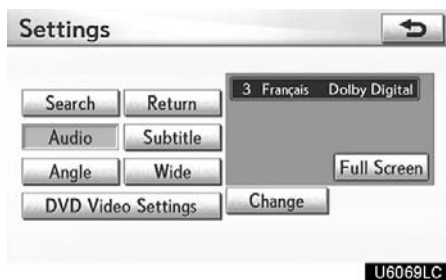 Settings
Search Return 3 Français Dolby Digital
Audio Subtitle
Angle Wide Full Screen
DVD Video Settings Change
U6069LC